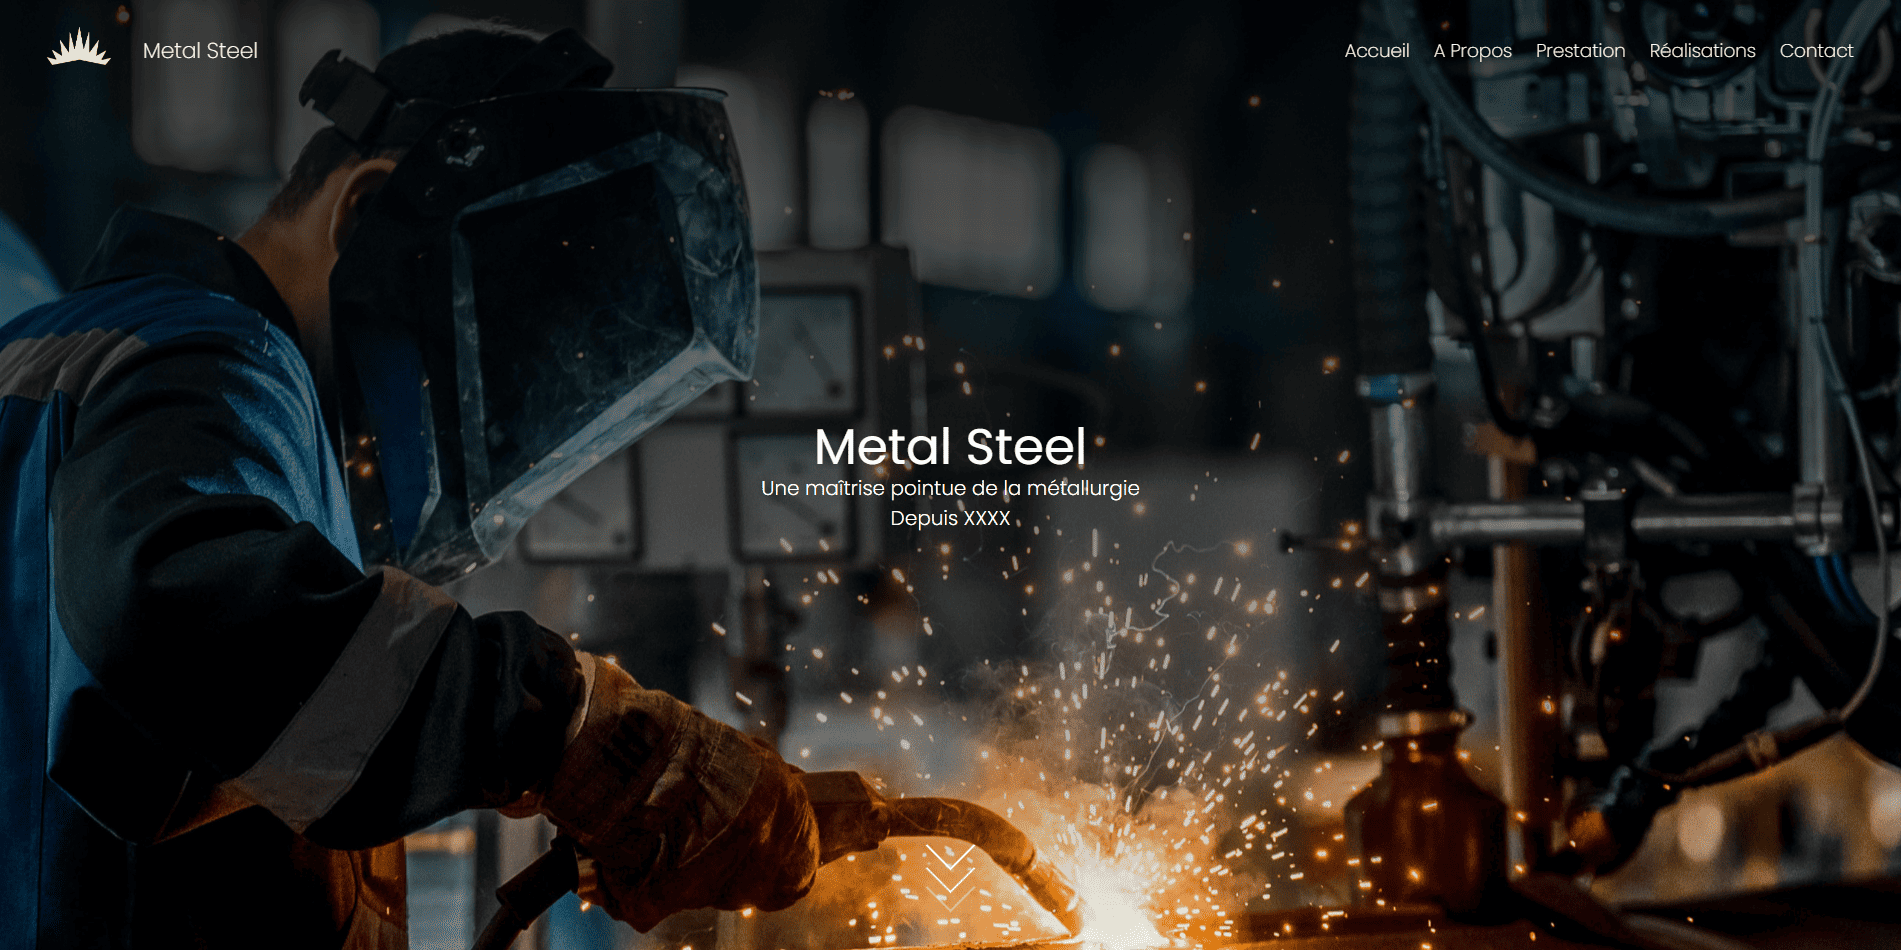 Metal Steel
Accueil A Propos Prestation Réalisations Contact
Metal Steel
Une maîtrise pointue de la métallurgie
Depuis XXXX